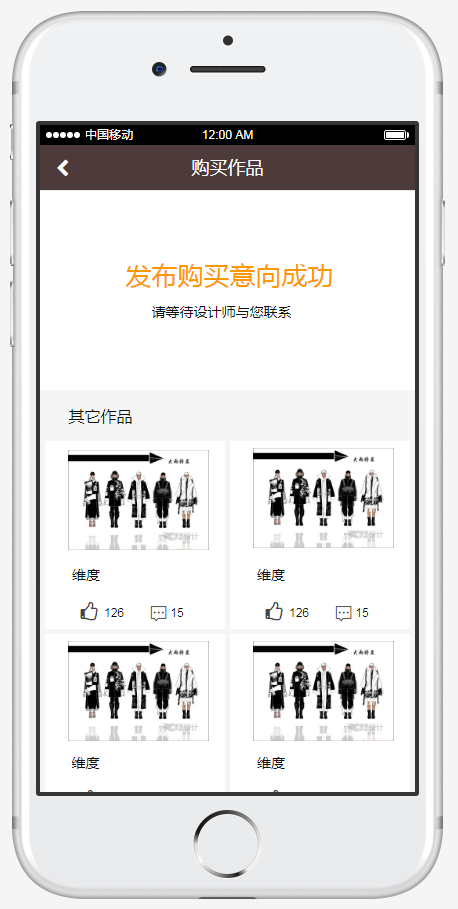 中国移动 12:00 AM
购买作品
发布购买意向成功
请等待设计师与您联系
其它作品
维度
126 15
维度
126 15
维度
维度